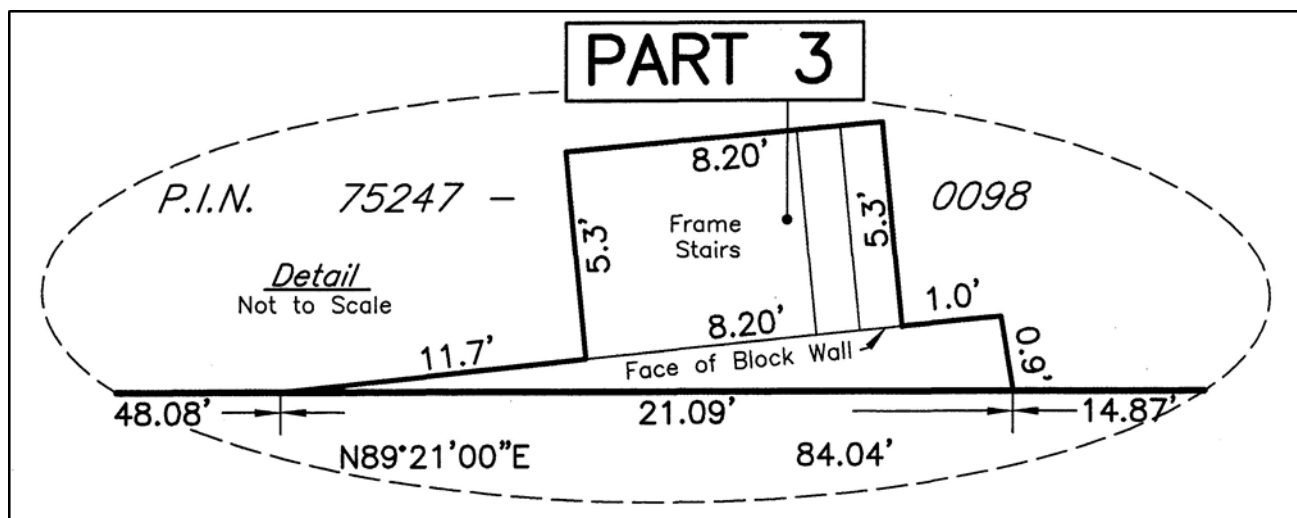 PART 3
8.20'
P.I.N. 75247 - 0098
5.3'
Frame
Stairs
5.3'
Detail
Not to Scale
1.0'
8.20'
11.7'
Face of Block Wall
0.9'
48.08'
21.09'
14.87'
N89°21'00"E
84.04'